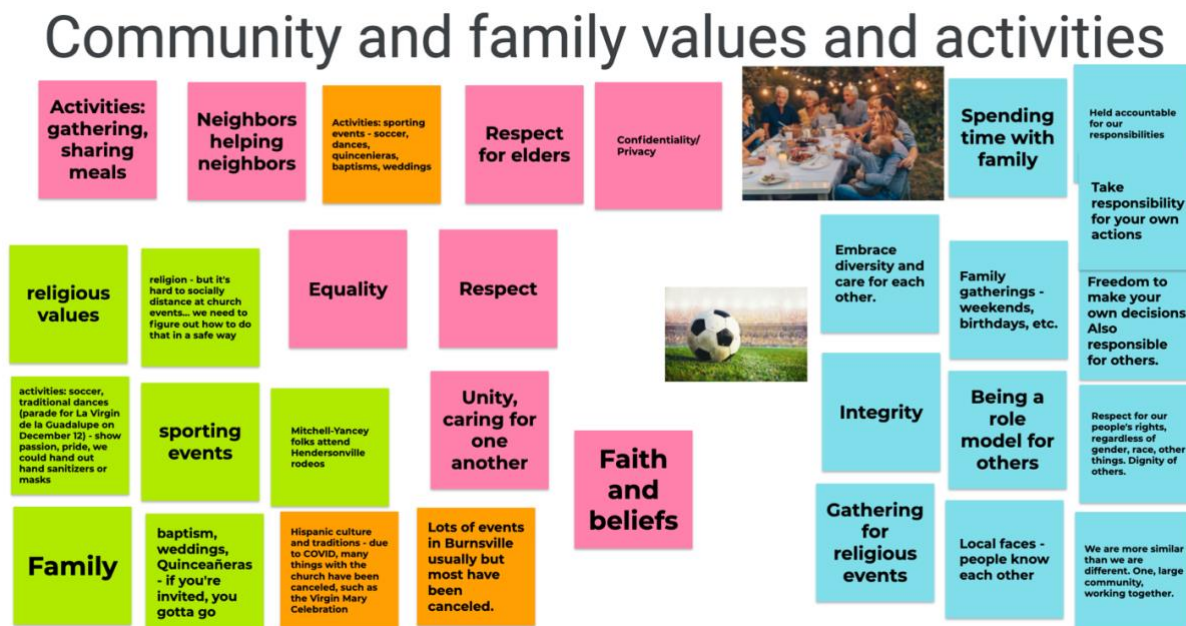 Community and family values and activities
Activities:
gathering,
sharing
meals
Neighbors
helping
neighbors
Activities: sporting
events - soccer,
dances,
quincenieras,
baptisms, weddings
Respect
for elders
Confidentiality/
Privacy
Spending
time with
family
Held accountable
for our
responsibilities
Take
responsibility
for your own
actions
religious
values
religion - but it's
hard to socially
distance at church
events... we need to
figure out how to do
that in a safe way
Equality
Respect
Embrace
diversity and
care for each
other.
Family
gatherings -
weekends,
birthdays, etc.
Freedom to
make your
own decisions.
Also
responsible
for others.
activities: soccer,
traditional dances
(parade for La Virgin
de la Guadalupe on
December 12) - show
passion, pride, we
could hand out
hand sanitizers or
masks
sporting
events
Mitchell-Yancey
folks attend
Hendersonville
rodeos
Unity,
caring for
one
another
Faith
and
beliefs
Integrity
Being a
role
model for
others
Respect for our
people's rights,
regardless of
gender, race, other
things. Dignity of
others.
Family
baptism,
weddings,
Quinceañeras
- if you're
invited, you
gotta go
Hispanic culture
and traditions - due
to COVID, many
things with the
church have been
canceled, such as
the Virgin Mary
Celebration
Lots of events
in Burnsville
usually but
most have
been
canceled.
Gathering
for
religious
events
Local faces -
people know
each other
We are more similar
than we are
different. One, large
community,
working together.